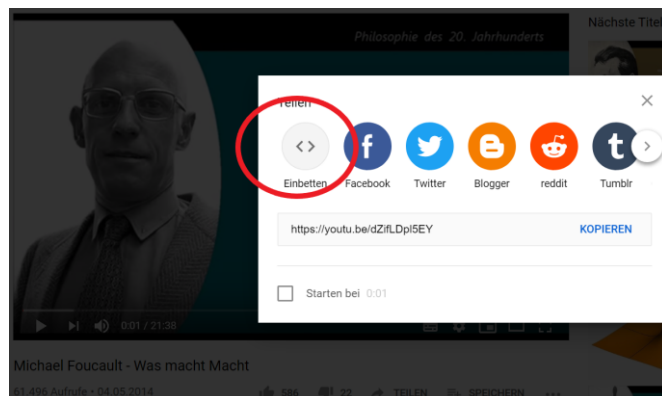 Philosophie des 20. Jahrhunderts
Nächste Titel
Teilen
Einbetten
Facebook
Twitter
Blogger
reddit
Tumblr
https://youtu.be/dZifLDpI5EY
KOPIEREN
Starten bei 0:01
0:01 / 21:38
Michael Foucault - Was macht Macht
61.496 Aufrufe • 04.05.2014
586
22
TEILEN
SPEICHERN